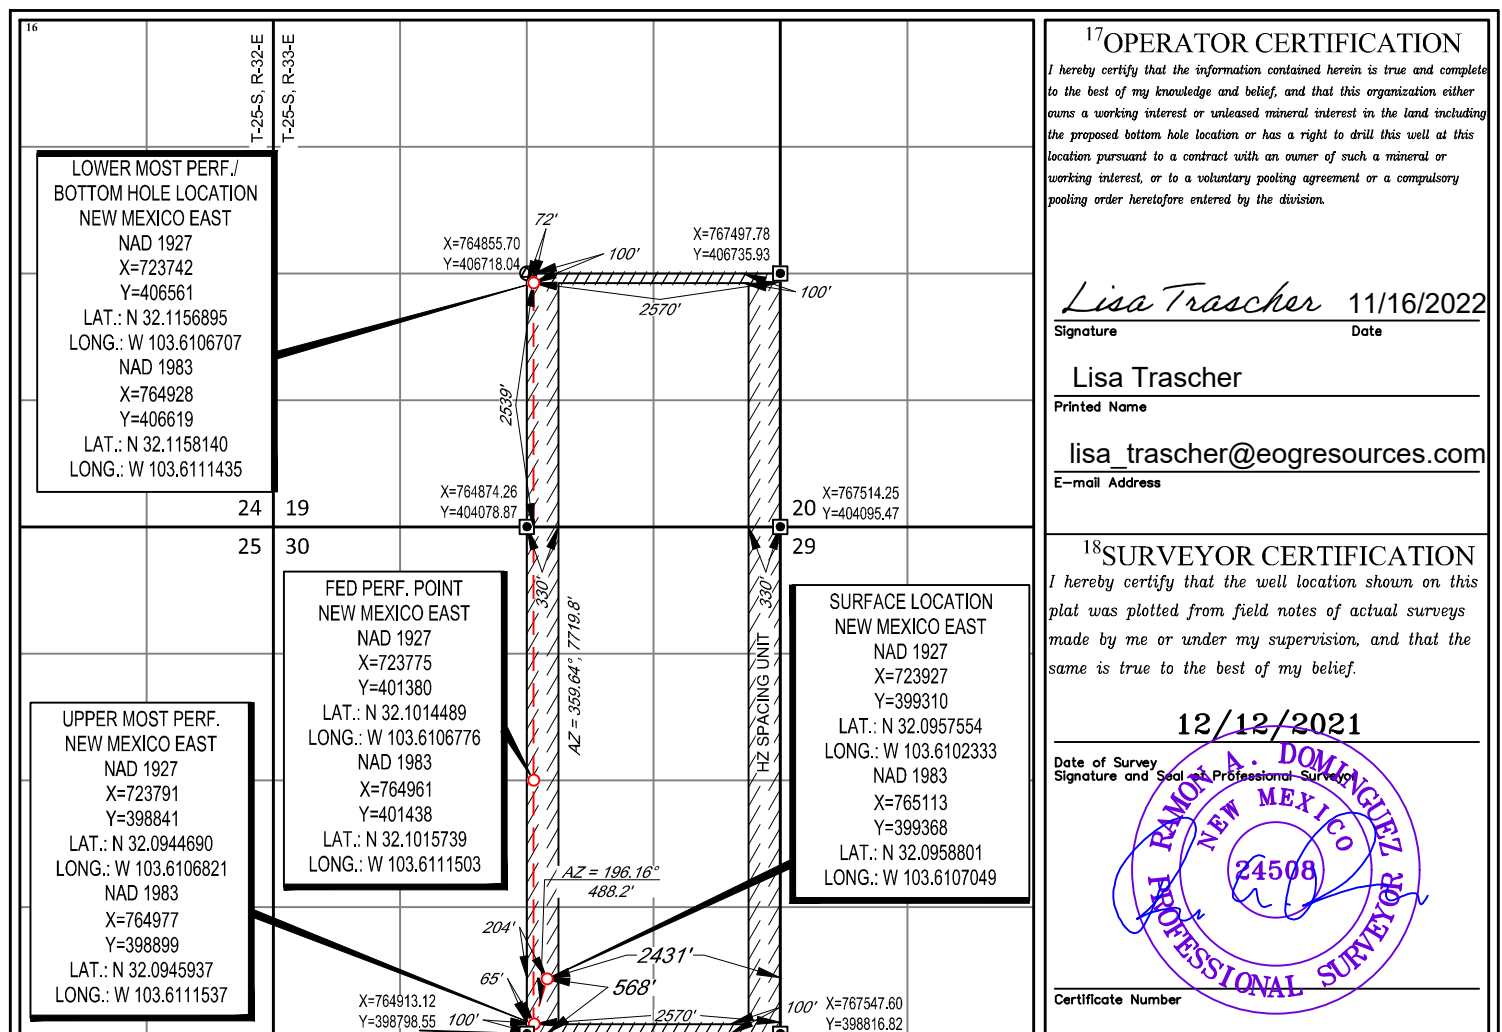 16
T-25-S, R-32-E
T-25-S, R-33-E
LOWER MOST PERF./
BOTTOM HOLE LOCATION
NEW MEXICO EAST
NAD 1927
X=723742
Y=406561
LAT.: N 32.1156895
LONG.: W 103.6106707
NAD 1983
X=764928
Y=406619
LAT.: N 32.1158140
LONG.: W 103.6111435
72'
X=764855.70
Y=406718.04
100'
X=767497.78
Y=406735.93
100'
2570'
2539'
24 19
X=764874.26
Y=404078.87
20
X=767514.25
Y=404095.47
25 30
29
330'
330'
AZ = 359.64°, 7719.8'
HZ SPACING UNIT
FED PERF. POINT
NEW MEXICO EAST
NAD 1927
X=723775
Y=401380
LAT.: N 32.1014489
LONG.: W 103.6106776
NAD 1983
X=764961
Y=401438
LAT.: N 32.1015739
LONG.: W 103.6111503
SURFACE LOCATION
NEW MEXICO EAST
NAD 1927
X=723927
Y=399310
LAT.: N 32.0957554
LONG.: W 103.6102333
NAD 1983
X=765113
Y=399368
LAT.: N 32.0958801
LONG.: W 103.6107049
UPPER MOST PERF.
NEW MEXICO EAST
NAD 1927
X=723791
Y=398841
LAT.: N 32.0944690
LONG.: W 103.6106821
NAD 1983
X=764977
Y=398899
LAT.: N 32.0945937
LONG.: W 103.6111537
AZ = 196.16°
488.2'
204'
2431'
65'
568'
X=764913.12
Y=398798.55
100'
2570'
100'
X=767547.60
Y=398816.82
17OPERATOR CERTIFICATION
I hereby certify that the information contained herein is true and complete
to the best of my knowledge and belief, and that this organization either
owns a working interest or unleased mineral interest in the land including
the proposed bottom hole location or has a right to drill this well at this
location pursuant to a contract with an owner of such a mineral or
working interest, or to a voluntary pooling agreement or a compulsory
pooling order heretofore entered by the division.
Lisa Trascher 11/16/2022
Signature Date
Lisa Trascher
Printed Name
lisa_trascher@eogresources.com
E-mail Address
18SURVEYOR CERTIFICATION
I hereby certify that the well location shown on this
plat was plotted from field notes of actual surveys
made by me or under my supervision, and that the
same is true to the best of my belief.
12/12/2021
Date of Survey
Signature and Seal of Professional Surveyor
RAMON A. DOMINGUEZ
NEW MEXICO
24508
PROFESSIONAL SURVEYOR
Certificate Number